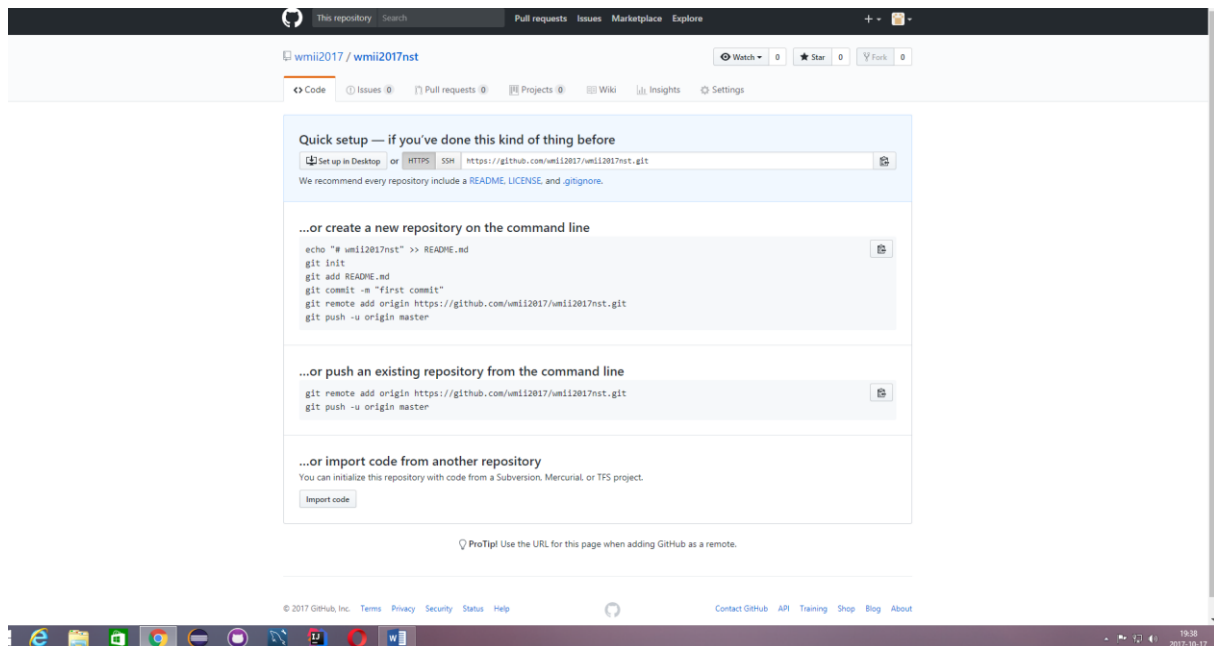 This repository Search Pull requests Issues Marketplace Explore
wmii2017 / wmii2017nst Watch 0 Star 0 Fork 0
Code Issues 0 Pull requests 0 Projects 0 Wiki Insights Settings
Quick setup — if you've done this kind of thing before
Set up in Desktop or HTTPS SSH https://github.com/wmii2017/wmii2017nst.git
We recommend every repository include a README, LICENSE, and .gitignore.
…or create a new repository on the command line
echo "# wmii2017nst" >> README.md
git init
git add README.md
git commit -m "first commit"
git remote add origin https://github.com/wmii2017/wmii2017nst.git
git push -u origin master
…or push an existing repository from the command line
git remote add origin https://github.com/wmii2017/wmii2017nst.git
git push -u origin master
…or import code from another repository
You can initialize this repository with code from a Subversion, Mercurial, or TFS project.
Import code
ProTip! Use the URL for this page when adding GitHub as a remote.
© 2017 GitHub, Inc. Terms Privacy Security Status Help Contact GitHub API Training Shop Blog About
19:38
2017-10-17